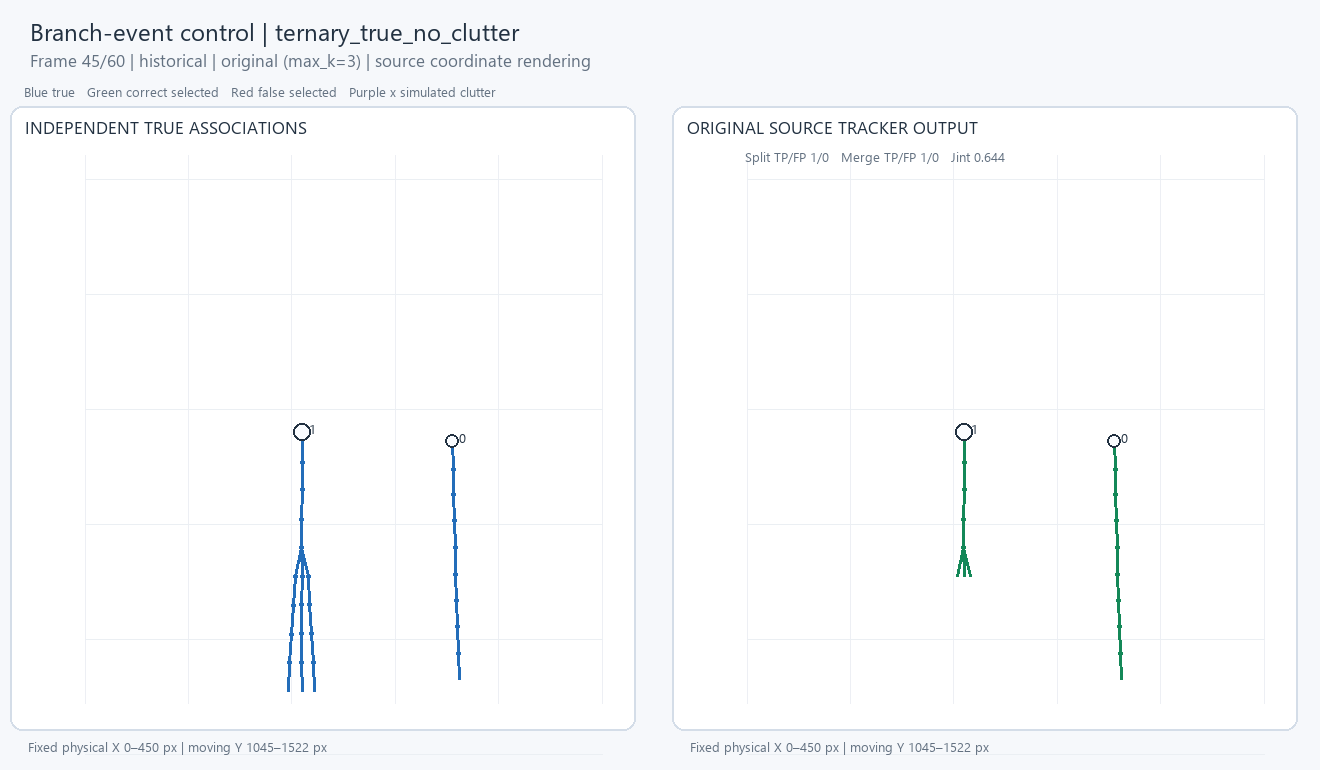 Branch-event control | ternary_true_no_clutter
Frame 45/60 | historical | original (max_k=3) | source coordinate rendering
Blue true Green correct selected Red false selected Purple x simulated clutter
INDEPENDENT TRUE ASSOCIATIONS
1
0
Fixed physical X 0–450 px | moving Y 1045–1522 px
ORIGINAL SOURCE TRACKER OUTPUT
Split TP/FP 1/0 Merge TP/FP 1/0 Jint 0.644
1
0
Fixed physical X 0–450 px | moving Y 1045–1522 px